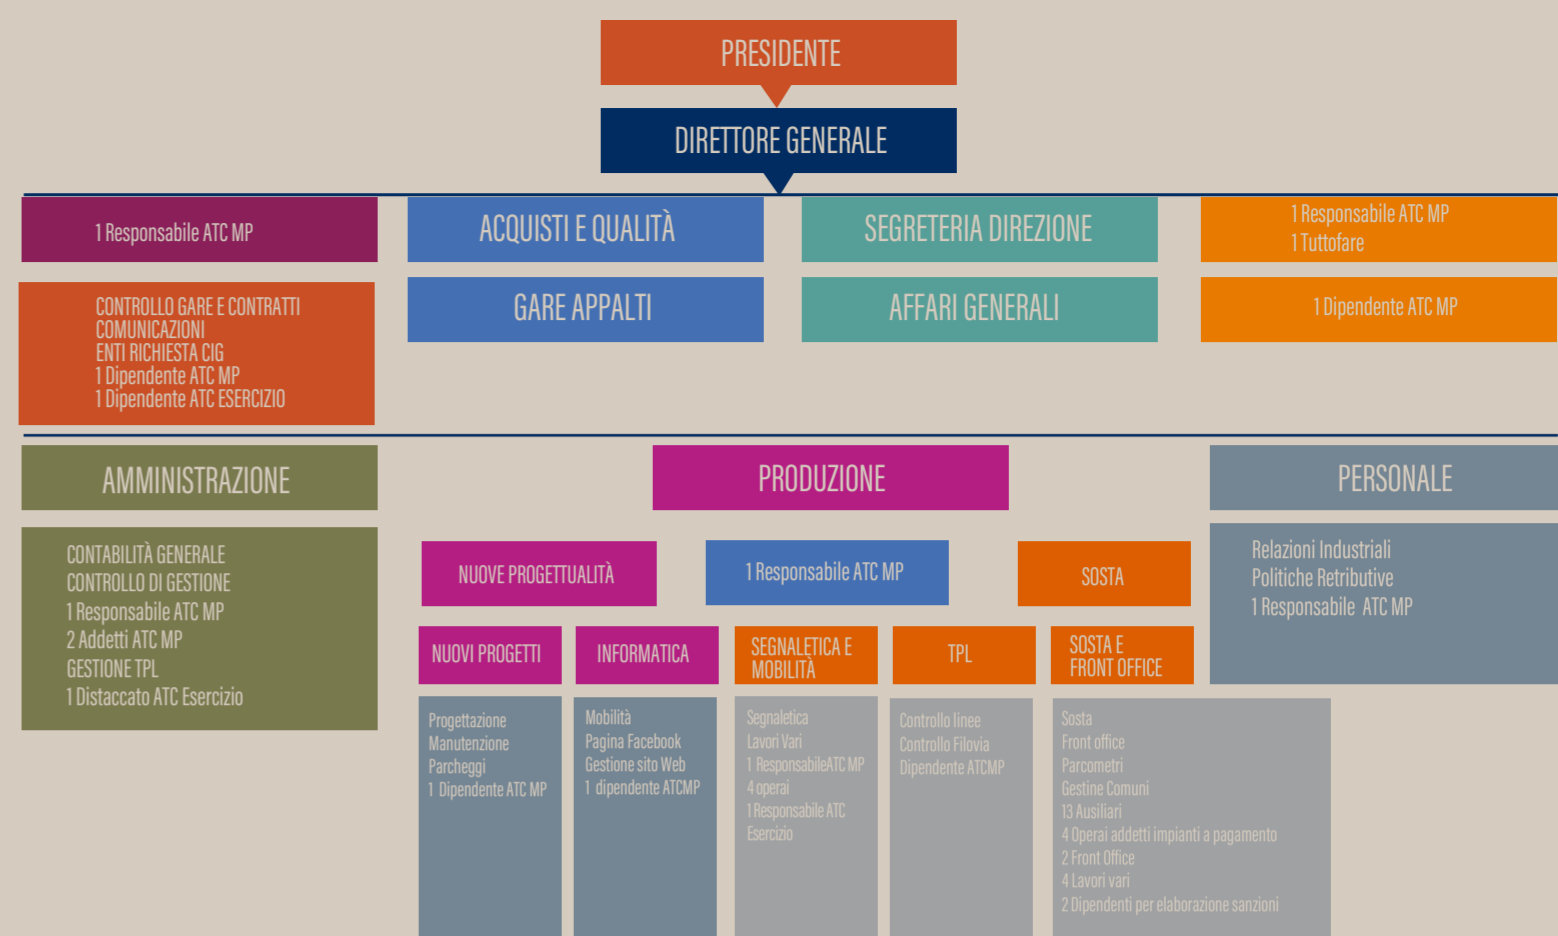 PRESIDENTE
DIRETTORE GENERALE
1 Responsabile ATC MP
ACQUISTI E QUALITÀ
SEGRETERIA DIREZIONE
1 Responsabile ATC MP
1 Tuttofare
CONTROLLO GARE E CONTRATTI
COMUNICAZIONI
ENTI RICHIESTA CIG
1 Dipendente ATC MP
1 Dipendente ATC ESERCIZIO
GARE APPALTI
AFFARI GENERALI
1 Dipendente ATC MP
AMMINISTRAZIONE
PRODUZIONE
PERSONALE
CONTABILITÀ GENERALE
CONTROLLO DI GESTIONE
1 Responsabile ATC MP
2 Addetti ATC MP
GESTIONE TPL
1 Distaccato ATC Esercizio
NUOVE PROGETTUALITÀ
1 Responsabile ATC MP
SOSTA
Relazioni Industriali
Politiche Retributive
1 Responsabile ATC MP
NUOVI PROGETTI
INFORMATICA
SEGNALETICA E
MOBILITÀ
TPL
SOSTA E
FRONT OFFICE
Progettazione
Manutenzione
Parcheggi
1 Dipendente ATC MP
Mobilità
Pagina Facebook
Gestione sito Web
1 dipendente ATCMP
Segnaletica
Lavori Vari
1 ResponsabileATC MP
4 operai
1 Responsabile ATC
Esercizio
Controllo linee
Controllo Filovia
Dipendente ATCMP
Sosta
Front office
Parcometri
Gestine Comuni
13 Ausiliari
4 Operai addetti impianti a pagamento
2 Front Office
4 Lavori vari
2 Dipendenti per elaborazione sanzioni